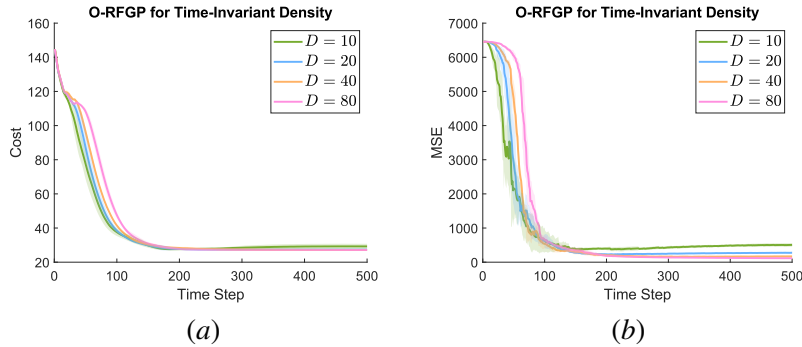 O-RFGP for Time-Invariant Density
160
140
120
100
80
60
40
20
Cost
0 100 200 300 400 500
Time Step
D = 10
D = 20
D = 40
D = 80
(a)
O-RFGP for Time-Invariant Density
7000
6000
5000
4000
3000
2000
1000
0
MSE
0 100 200 300 400 500
Time Step
D = 10
D = 20
D = 40
D = 80
(b)